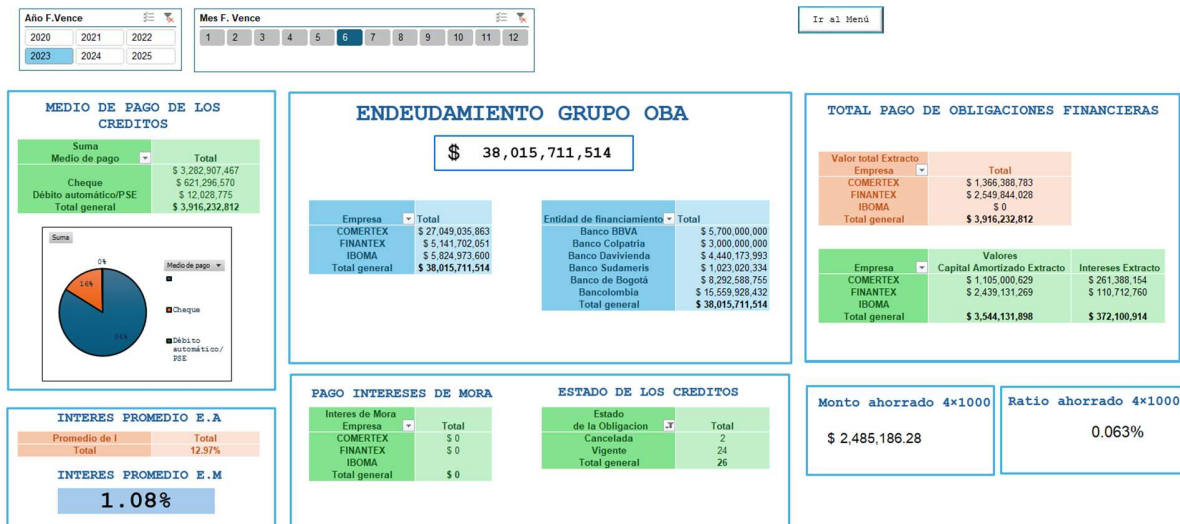 Año F.Vence
2020 2021 2022
2023 2024 2025
Mes F. Vence
1 2 3 4 5 6 7 8 9 10 11 12
Ir al Menú
MEDIO DE PAGO DE LOS
CREDITOS
Suma
Medio de pago Total
$ 3,282,907,467
Cheque $ 621,296,570
Débito automático/PSE $ 12,028,775
Total general $ 3,916,232,812
Suma
0%
16%
84%
Medio de pago
Cheque
Débito
automático/
PSE
INTERES PROMEDIO E.A
Promedio de I Total
Total 12.97%
INTERES PROMEDIO E.M
1.08%
ENDEUDAMIENTO GRUPO OBA
$ 38,015,711,514
Empresa Total
COMERTEX $ 27,049,035,863
FINANTEX $ 5,141,702,051
IBOMA $ 5,824,973,600
Total general $ 38,015,711,514
Entidad de financiamiento Total
Banco BBVA $ 5,700,000,000
Banco Colpatria $ 3,000,000,000
Banco Davivienda $ 4,440,173,993
Banco Sudameris $ 1,023,020,334
Banco de Bogotá $ 8,292,588,755
Bancolombia $ 15,559,928,432
Total general $ 38,015,711,514
PAGO INTERESES DE MORA
Interes de Mora
Empresa Total
COMERTEX $ 0
FINANTEX $ 0
IBOMA
Total general $ 0
ESTADO DE LOS CREDITOS
Estado
de la Obligacion Total
Cancelada 2
Vigente 24
Total general 26
TOTAL PAGO DE OBLIGACIONES FINANCIERAS
Valor total Extracto
Empresa Total
COMERTEX $ 1,366,388,783
FINANTEX $ 2,549,844,028
IBOMA $ 0
Total general $ 3,916,232,812
Valores
Empresa Capital Amortizado Extracto Intereses Extracto
COMERTEX $ 1,105,000,629 $ 261,388,154
FINANTEX $ 2,439,131,269 $ 110,712,760
IBOMA
Total general $ 3,544,131,898 $ 372,100,914
Monto ahorrado 4×1000
$ 2,485,186.28
Ratio ahorrado 4×1000
0.063%